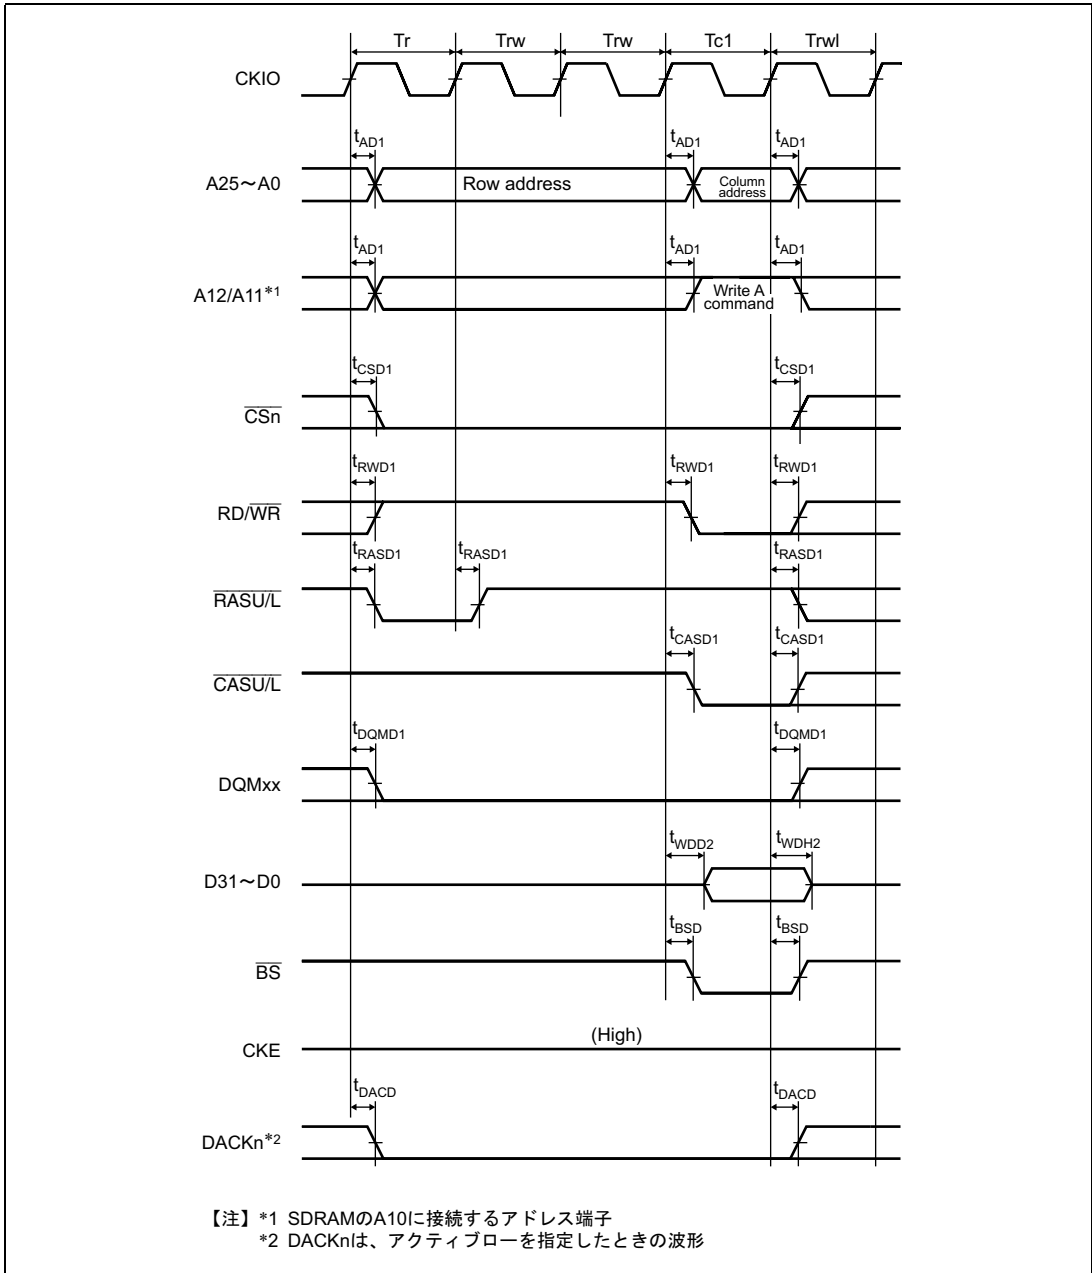 Tr Trw Trw Tc1 Trwl
CKIO
tAD1 tAD1 tAD1
A25～A0 Row address Column address
tAD1 tAD1 tAD1
A12/A11*1 Write A command
tCSD1 tCSD1
CSn
tRWD1 tRWD1 tRWD1
RD/WR
tRASD1 tRASD1 tRASD1
RASU/L
tCASD1 tCASD1
CASU/L
tDQMD1 tDQMD1
DQMxx
tWDD2 tWDH2
D31～D0
tBSD tBSD
BS
(High)
CKE
tDACD tDACD
DACKn*2
【注】*1 SDRAMのA10に接続するアドレス端子
*2 DACKnは、アクティブローを指定したときの波形